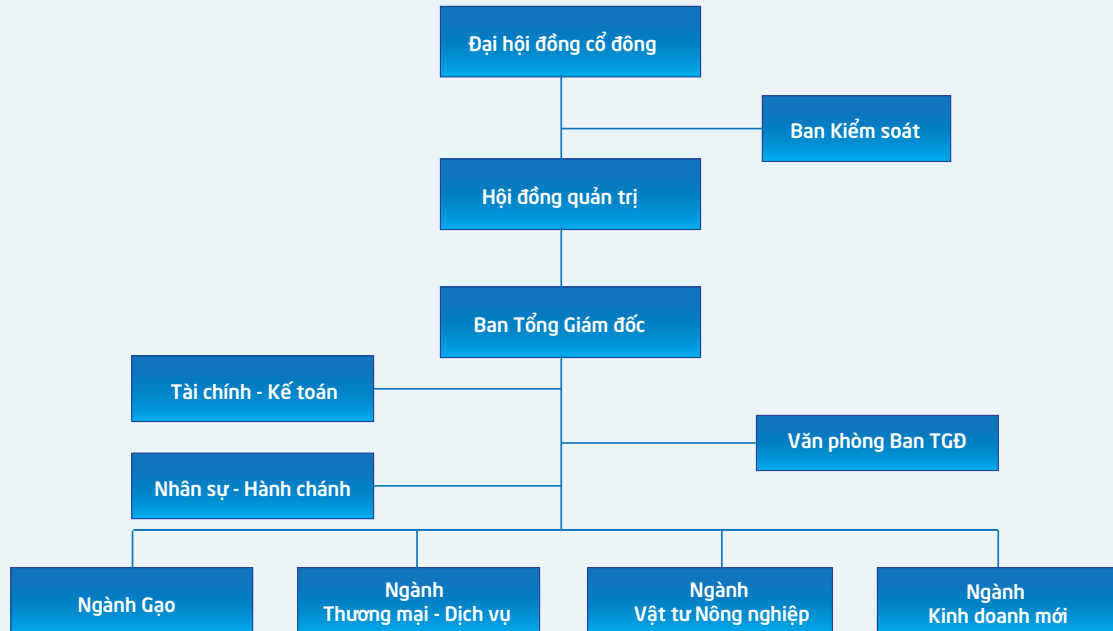 Đại hội đồng cổ đông
Ban Kiểm soát
Hội đồng quản trị
Ban Tổng Giám đốc
Tài chính - Kế toán
Văn phòng Ban TGĐ
Nhân sự - Hành chánh
Ngành Gạo
Ngành
Thương mại - Dịch vụ
Ngành
Vật tư Nông nghiệp
Ngành
Kinh doanh mới